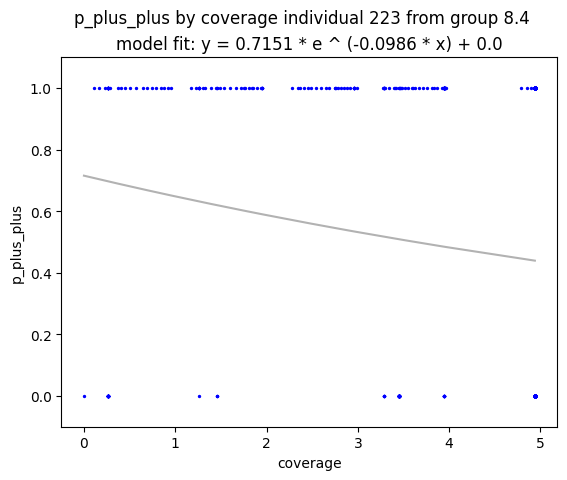 p_plus_plus by coverage individual 223 from group 8.4
model fit: y = 0.7151 * e ^ (-0.0986 * x) + 0.0
1.0
0.8
0.6
0.4
0.2
0.0
p_plus_plus
0 1 2 3 4 5
coverage